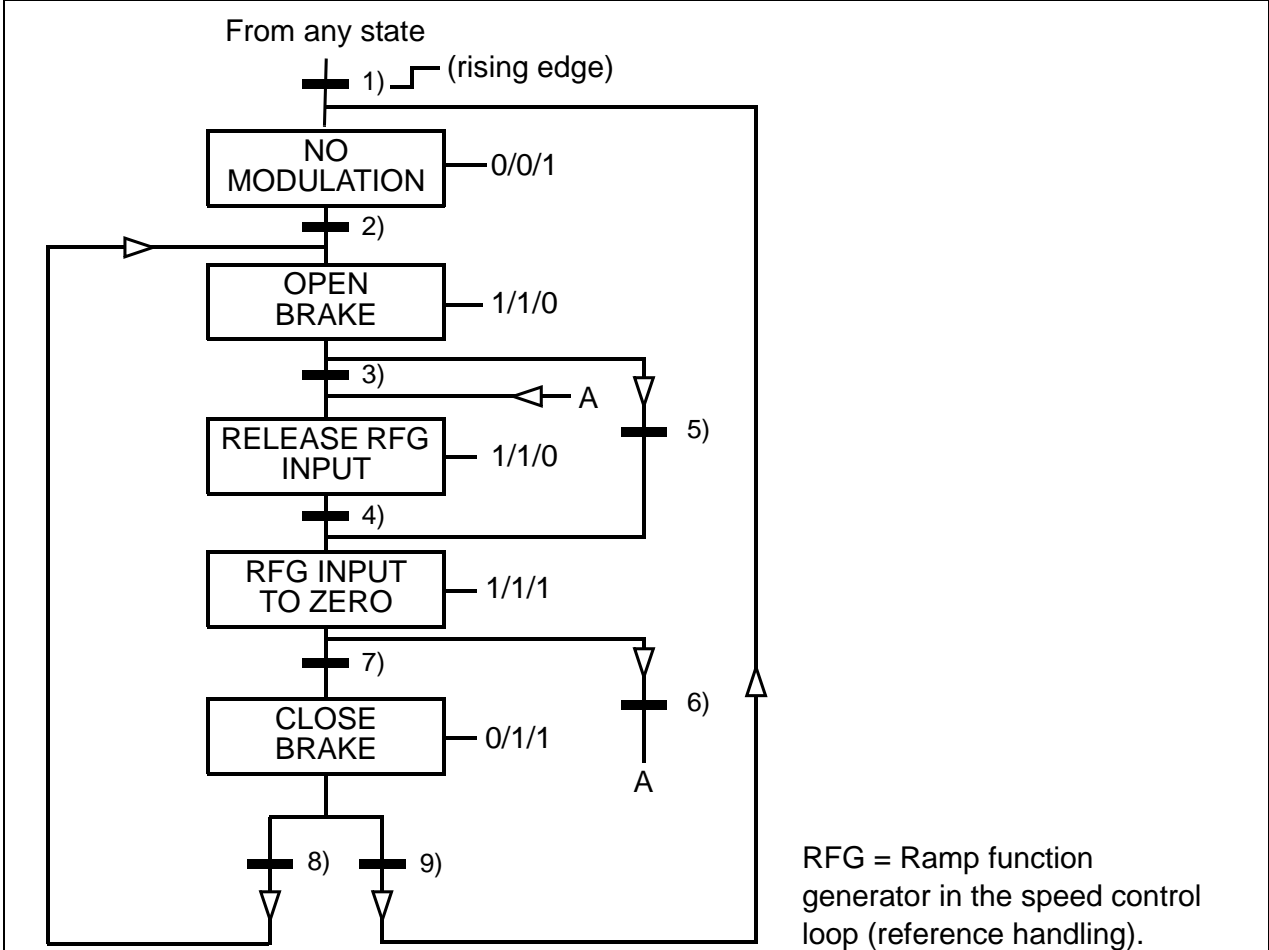 From any state
1)
(rising edge)
NO
MODULATION
0/0/1
2)
OPEN
BRAKE
1/1/0
3)
A
5)
RELEASE RFG
INPUT
1/1/0
4)
RFG INPUT
TO ZERO
1/1/1
7)
6)
CLOSE
BRAKE
0/1/1
A
8)
9)
RFG = Ramp function
generator in the speed control
loop (reference handling).